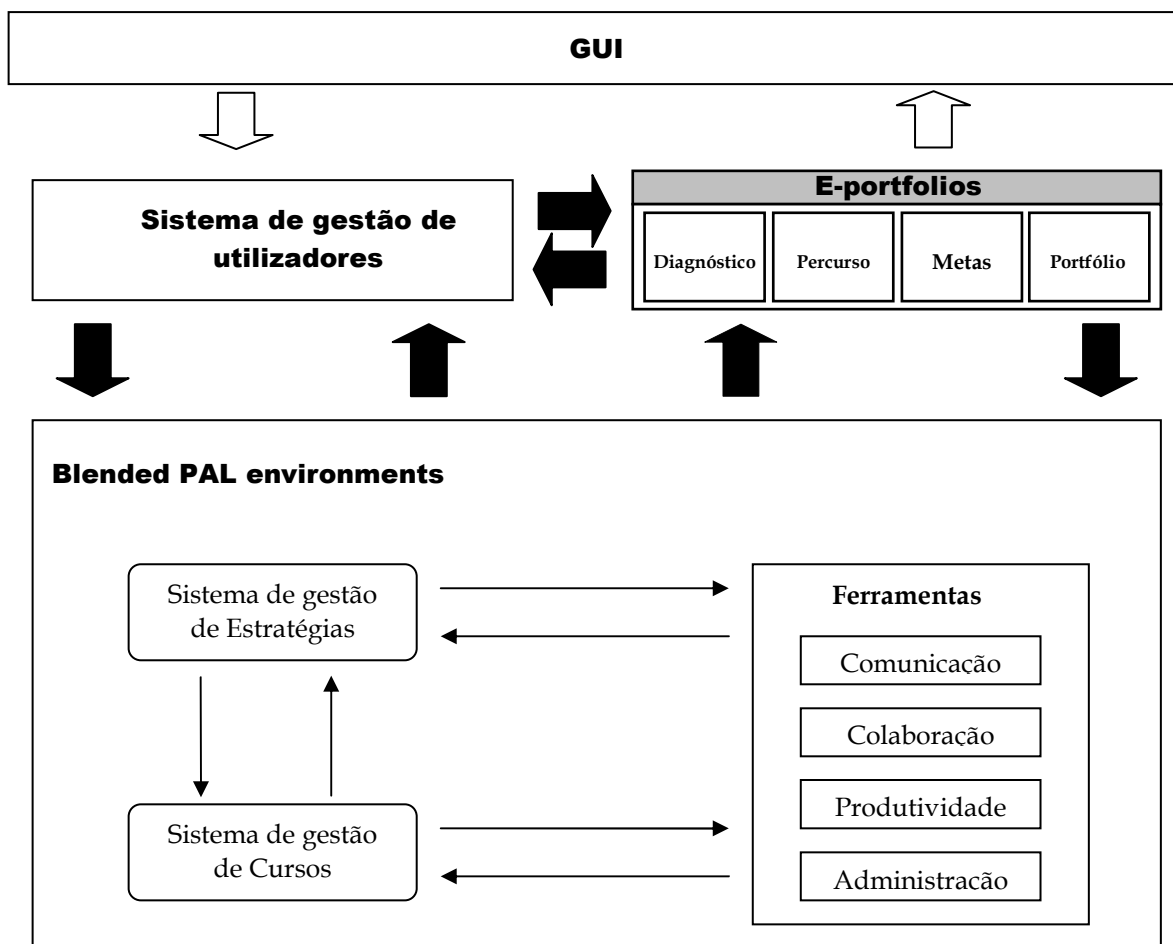 GUI
Sistema de gestão de
utilizadores
E-portfolios
Diagnóstico
Percurso
Metas
Portfólio
Blended PAL environments
Sistema de gestão
de Estratégias
Ferramentas
Comunicação
Colaboração
Produtividade
Administração
Sistema de gestão
de Cursos